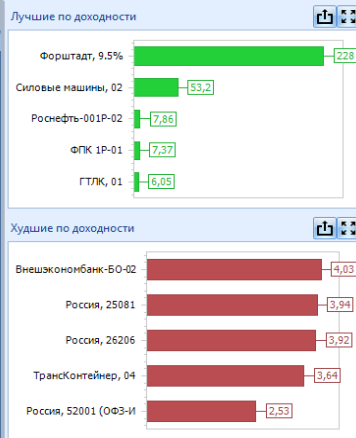 Лучшие по доходности
Форштадт, 9.5%
228
Силовые машины, 02
53,2
Роснефть-001P-02
7,86
ФПК 1P-01
7,37
ГТЛК, 01
6,05
Худшие по доходности
Внешэкономбанк-БО-02
4,03
Россия, 25081
3,94
Россия, 26206
3,92
ТрансКонтейнер, 04
3,64
Россия, 52001 (ОФЗ-И
2,53